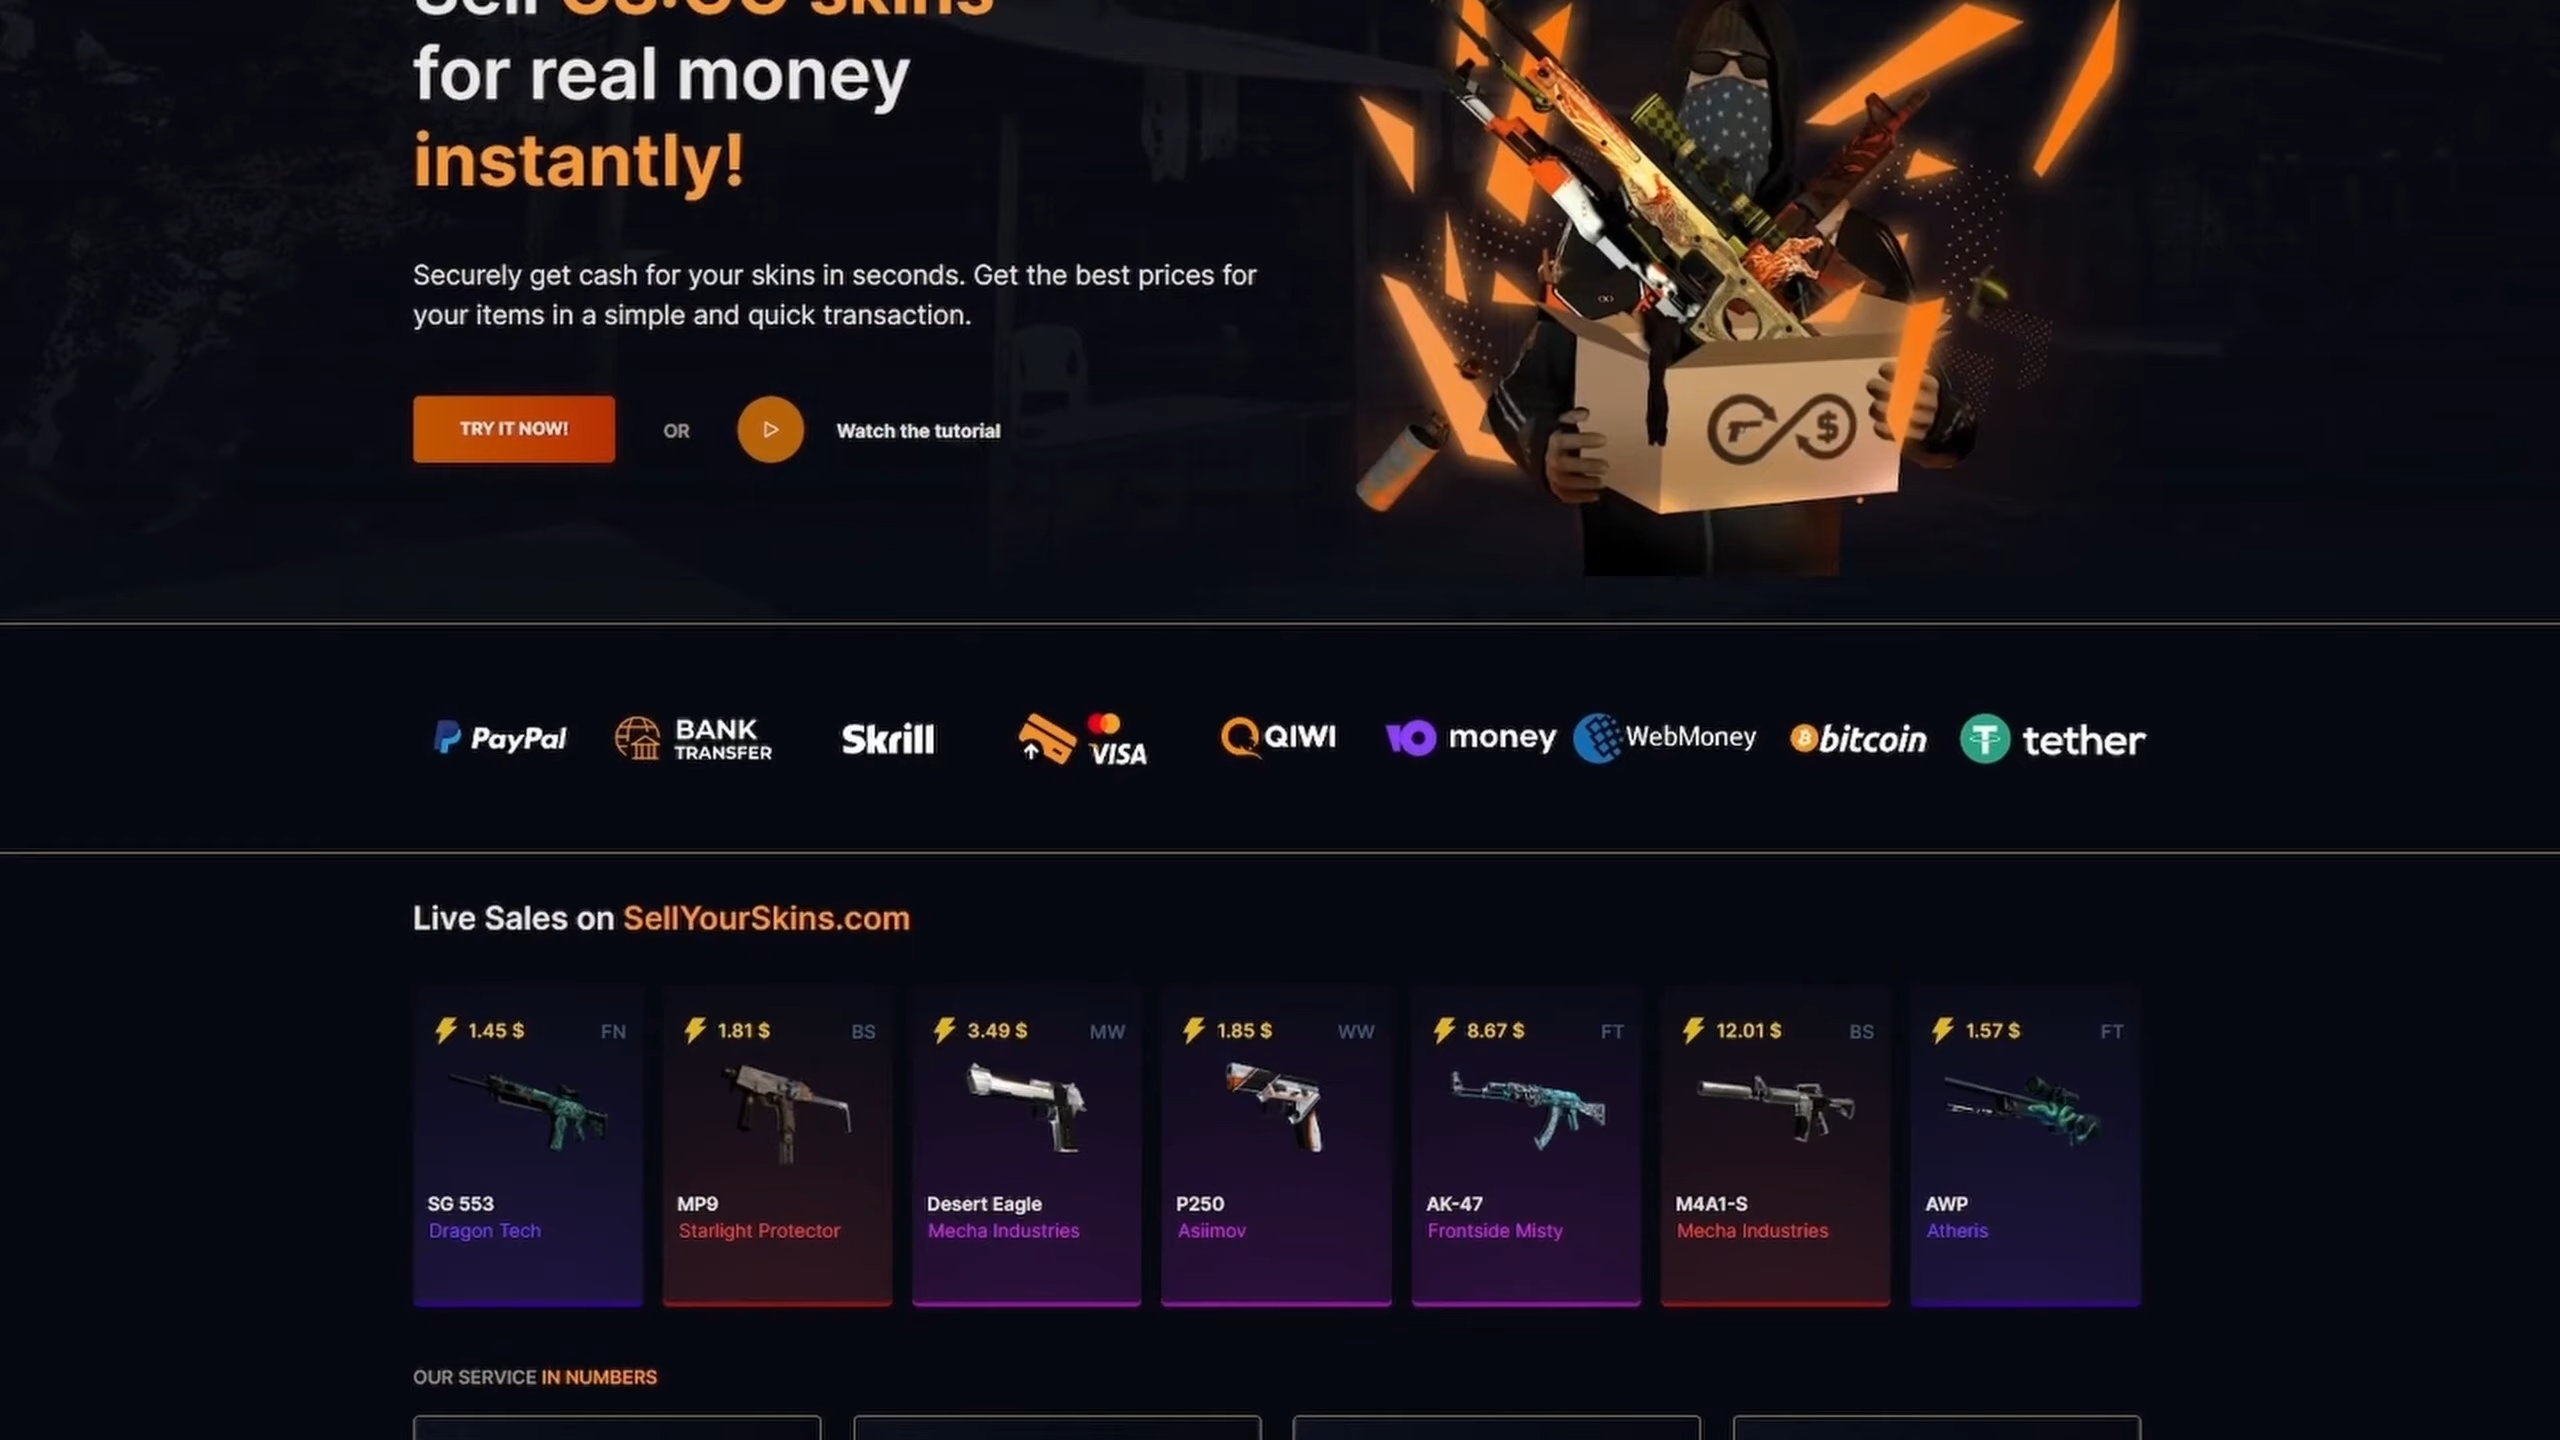 Sell CS:GO skins
for real money
instantly!
Securely get cash for your skins in seconds. Get the best prices for
your items in a simple and quick transaction.
TRY IT NOW!
OR
Watch the tutorial
PayPal
BANK
TRANSFER
Skrill
VISA
QIWI
Ю money
WebMoney
bitcoin
tether
Live Sales on SellYourSkins.com
1.45 $ FN
SG 553
Dragon Tech
1.81 $ BS
MP9
Starlight Protector
3.49 $ MW
Desert Eagle
Mecha Industries
1.85 $ WW
P250
Asiimov
8.67 $ FT
AK-47
Frontside Misty
12.01 $ BS
M4A1-S
Mecha Industries
1.57 $ FT
AWP
Atheris
OUR SERVICE IN NUMBERS